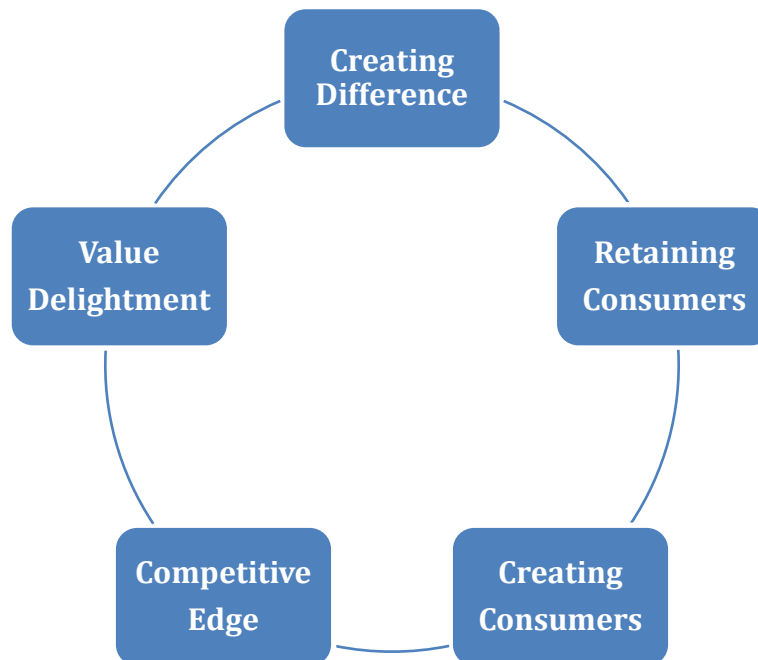 Creating
Difference
Value
Delightment
Retaining
Consumers
Competitive
Edge
Creating
Consumers